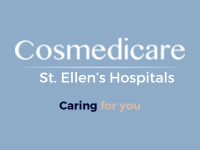 Cosmedicare
St. Ellen's Hospitals
Caring for you